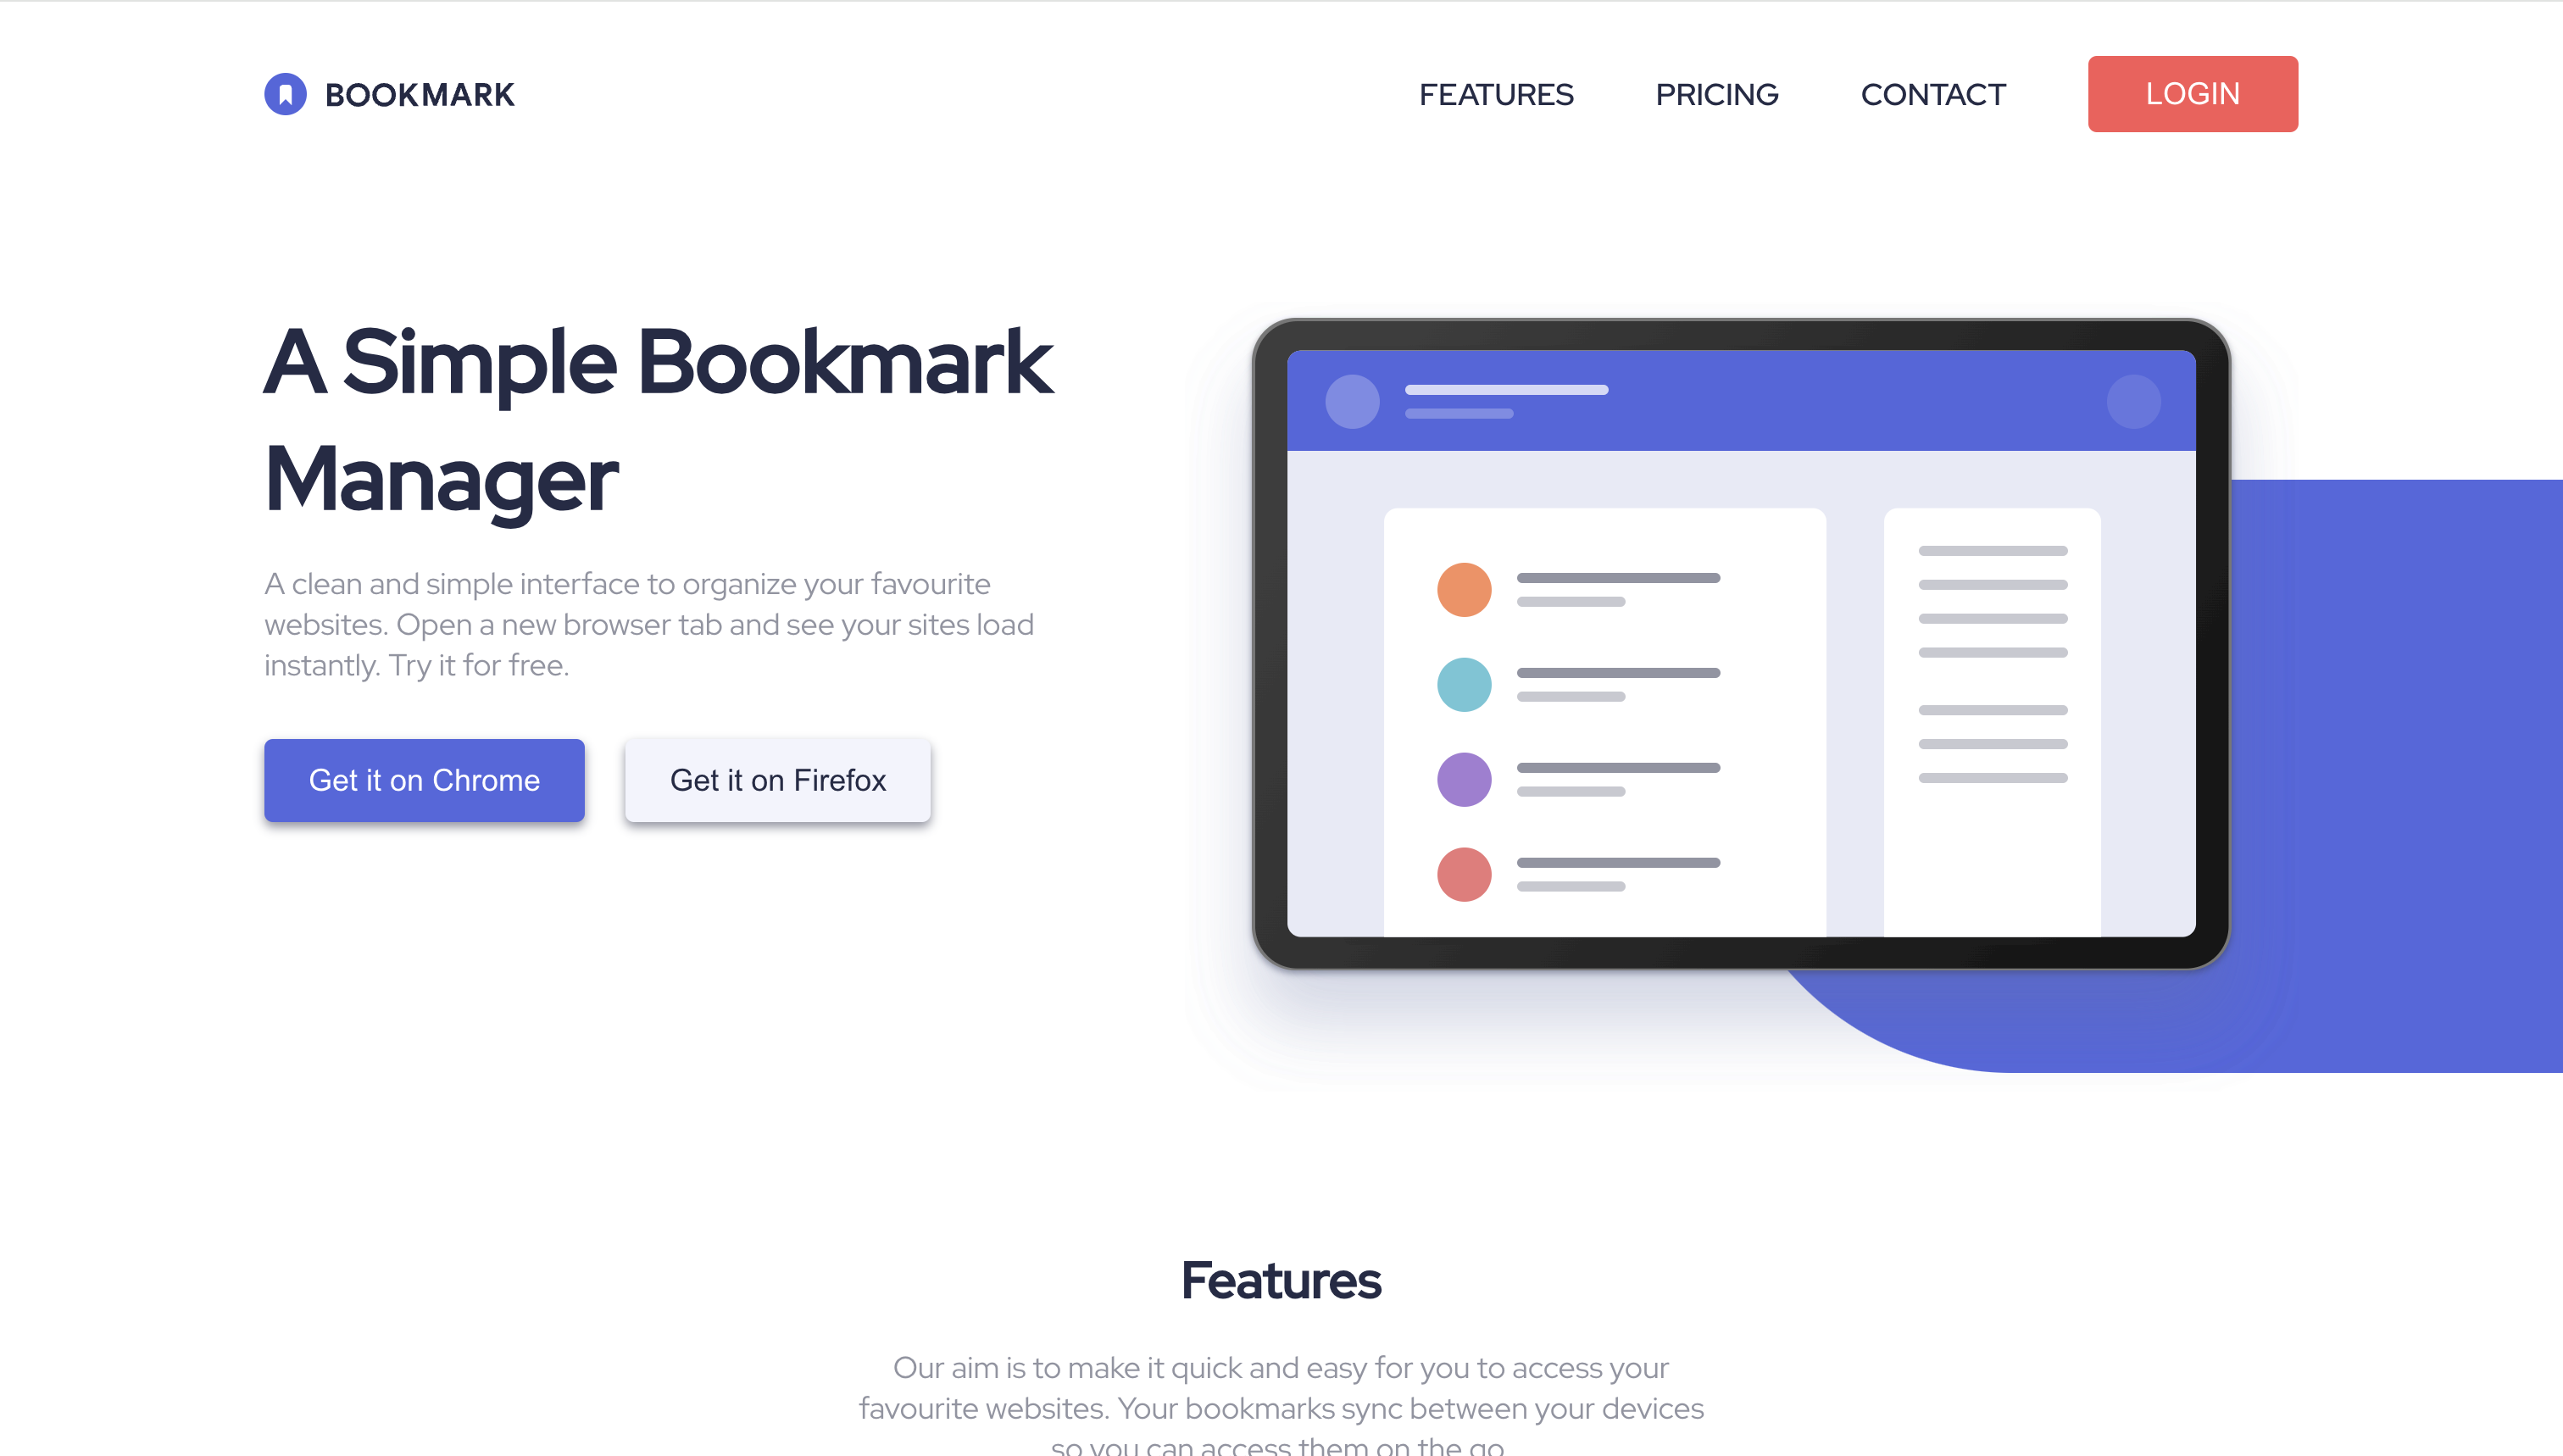 BOOKMARK
FEATURES PRICING CONTACT LOGIN
A Simple Bookmark
Manager
A clean and simple interface to organize your favourite
websites. Open a new browser tab and see your sites load
instantly. Try it for free.
Get it on Chrome Get it on Firefox
Features
Our aim is to make it quick and easy for you to access your
favourite websites. Your bookmarks sync between your devices
so you can access them on the go